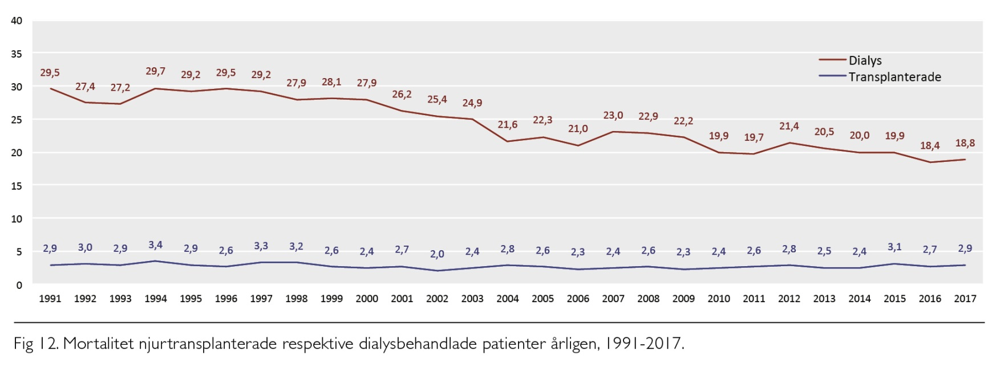 40
35
30
25
20
15
10
5
0
Dialys
Transplanterade
29,5 27,4 27,2 29,7 29,2 29,5 29,2 27,9 28,1 27,9 26,2 25,4 24,9 21,6 22,3 21,0 23,0 22,9 22,2 19,9 19,7 21,4 20,5 20,0 19,9 18,4 18,8
2,9 3,0 2,9 3,4 2,9 2,6 3,3 3,2 2,6 2,4 2,7 2,0 2,4 2,8 2,6 2,3 2,4 2,6 2,3 2,4 2,6 2,8 2,5 2,4 3,1 2,7 2,9
1991 1992 1993 1994 1995 1996 1997 1998 1999 2000 2001 2002 2003 2004 2005 2006 2007 2008 2009 2010 2011 2012 2013 2014 2015 2016 2017
Fig 12. Mortalitet njurtransplanterade respektive dialysbehandlade patienter årligen, 1991-2017.